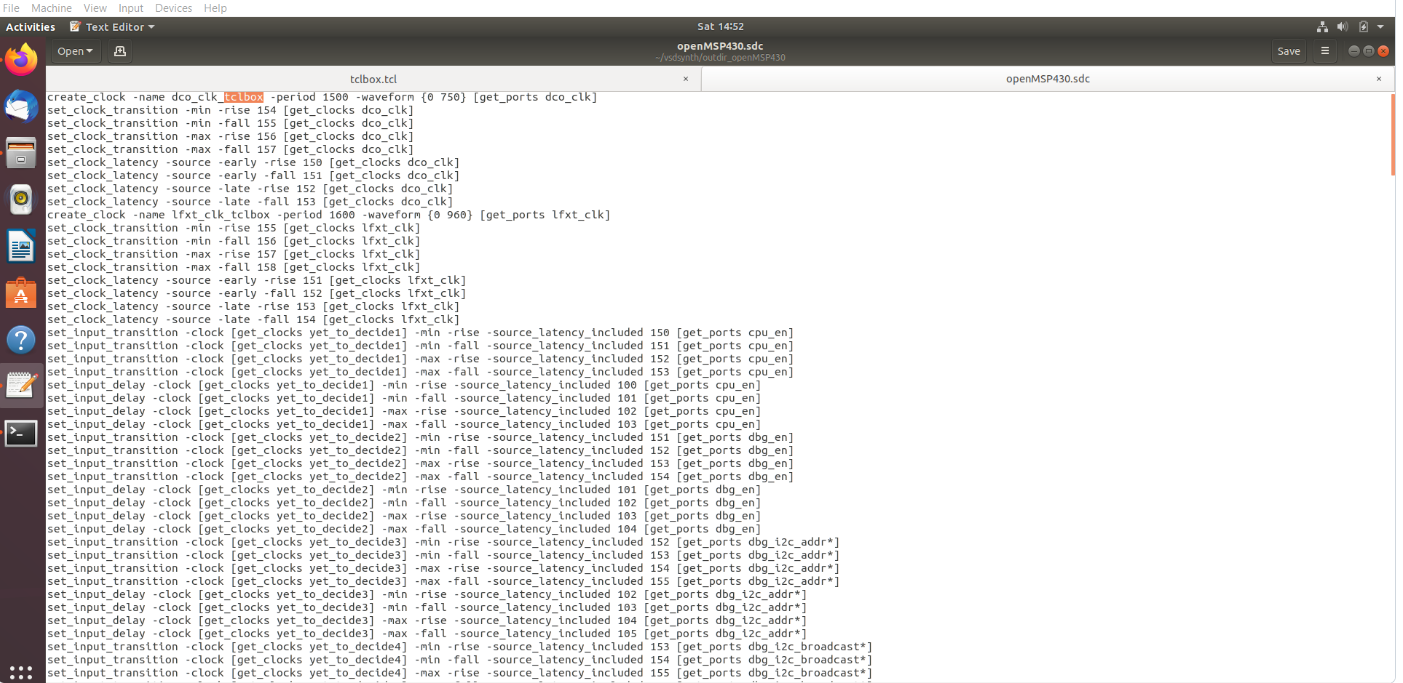 File Machine View Input Devices Help
Activities Text Editor Sat 14:52
Open openMSP430.sdc Save
~/vsdsynth/outdir_openMSP430
tclbox.tcl × openMSP430.sdc ×
create_clock -name dco_clk_tclbox -period 1500 -waveform {0 750} [get_ports dco_clk]
set_clock_transition -min -rise 154 [get_clocks dco_clk]
set_clock_transition -min -fall 155 [get_clocks dco_clk]
set_clock_transition -max -rise 156 [get_clocks dco_clk]
set_clock_transition -max -fall 157 [get_clocks dco_clk]
set_clock_latency -source -early -rise 150 [get_clocks dco_clk]
set_clock_latency -source -early -fall 151 [get_clocks dco_clk]
set_clock_latency -source -late -rise 152 [get_clocks dco_clk]
set_clock_latency -source -late -fall 153 [get_clocks dco_clk]
create_clock -name lfxt_clk_tclbox -period 1600 -waveform {0 960} [get_ports lfxt_clk]
set_clock_transition -min -rise 155 [get_clocks lfxt_clk]
set_clock_transition -min -fall 156 [get_clocks lfxt_clk]
set_clock_transition -max -rise 157 [get_clocks lfxt_clk]
set_clock_transition -max -fall 158 [get_clocks lfxt_clk]
set_clock_latency -source -early -rise 151 [get_clocks lfxt_clk]
set_clock_latency -source -early -fall 152 [get_clocks lfxt_clk]
set_clock_latency -source -late -rise 153 [get_clocks lfxt_clk]
set_clock_latency -source -late -fall 154 [get_clocks lfxt_clk]
set_input_transition -clock [get_clocks yet_to_decide1] -min -rise -source_latency_included 150 [get_ports cpu_en]
set_input_transition -clock [get_clocks yet_to_decide1] -min -fall -source_latency_included 151 [get_ports cpu_en]
set_input_transition -clock [get_clocks yet_to_decide1] -max -rise -source_latency_included 152 [get_ports cpu_en]
set_input_transition -clock [get_clocks yet_to_decide1] -max -fall -source_latency_included 153 [get_ports cpu_en]
set_input_delay -clock [get_clocks yet_to_decide1] -min -rise -source_latency_included 100 [get_ports cpu_en]
set_input_delay -clock [get_clocks yet_to_decide1] -min -fall -source_latency_included 101 [get_ports cpu_en]
set_input_delay -clock [get_clocks yet_to_decide1] -max -rise -source_latency_included 102 [get_ports cpu_en]
set_input_delay -clock [get_clocks yet_to_decide1] -max -fall -source_latency_included 103 [get_ports cpu_en]
set_input_transition -clock [get_clocks yet_to_decide2] -min -rise -source_latency_included 151 [get_ports dbg_en]
set_input_transition -clock [get_clocks yet_to_decide2] -min -fall -source_latency_included 152 [get_ports dbg_en]
set_input_transition -clock [get_clocks yet_to_decide2] -max -rise -source_latency_included 153 [get_ports dbg_en]
set_input_transition -clock [get_clocks yet_to_decide2] -max -fall -source_latency_included 154 [get_ports dbg_en]
set_input_delay -clock [get_clocks yet_to_decide2] -min -rise -source_latency_included 101 [get_ports dbg_en]
set_input_delay -clock [get_clocks yet_to_decide2] -min -fall -source_latency_included 102 [get_ports dbg_en]
set_input_delay -clock [get_clocks yet_to_decide2] -max -rise -source_latency_included 103 [get_ports dbg_en]
set_input_delay -clock [get_clocks yet_to_decide2] -max -fall -source_latency_included 104 [get_ports dbg_en]
set_input_transition -clock [get_clocks yet_to_decide3] -min -rise -source_latency_included 152 [get_ports dbg_i2c_addr*]
set_input_transition -clock [get_clocks yet_to_decide3] -min -fall -source_latency_included 153 [get_ports dbg_i2c_addr*]
set_input_transition -clock [get_clocks yet_to_decide3] -max -rise -source_latency_included 154 [get_ports dbg_i2c_addr*]
set_input_transition -clock [get_clocks yet_to_decide3] -max -fall -source_latency_included 155 [get_ports dbg_i2c_addr*]
set_input_delay -clock [get_clocks yet_to_decide3] -min -rise -source_latency_included 102 [get_ports dbg_i2c_addr*]
set_input_delay -clock [get_clocks yet_to_decide3] -min -fall -source_latency_included 103 [get_ports dbg_i2c_addr*]
set_input_delay -clock [get_clocks yet_to_decide3] -max -rise -source_latency_included 104 [get_ports dbg_i2c_addr*]
set_input_delay -clock [get_clocks yet_to_decide3] -max -fall -source_latency_included 105 [get_ports dbg_i2c_addr*]
set_input_transition -clock [get_clocks yet_to_decide4] -min -rise -source_latency_included 153 [get_ports dbg_i2c_broadcast*]
set_input_transition -clock [get_clocks yet_to_decide4] -min -fall -source_latency_included 154 [get_ports dbg_i2c_broadcast*]
set_input_transition -clock [get_clocks yet_to_decide4] -max -rise -source_latency_included 155 [get_ports dbg_i2c_broadcast*]